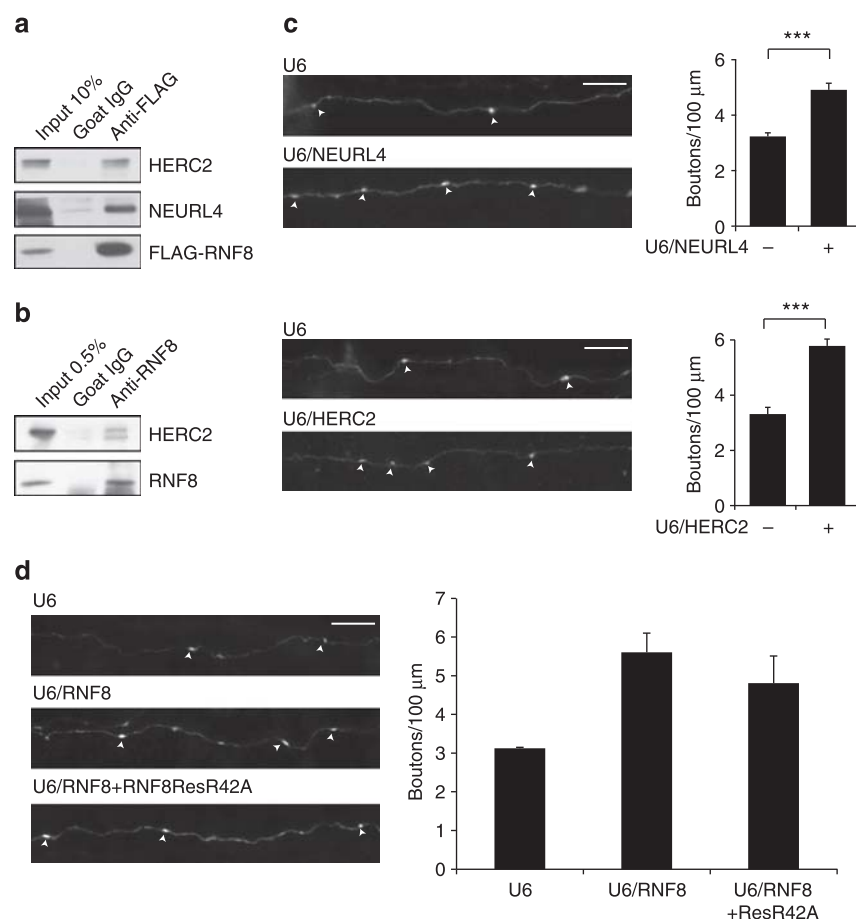 a
Input 10%
Goat IgG
Anti-FLAG
HERC2
NEURL4
FLAG-RNF8
b
Input 0.5%
Goat IgG
Anti-RNF8
HERC2
RNF8
c
U6
U6/NEURL4
***
6
4
2
0
Boutons/100 μm
U6/NEURL4 – +
U6
U6/HERC2
***
6
4
2
0
Boutons/100 μm
U6/HERC2 – +
d
U6
U6/RNF8
U6/RNF8+RNF8ResR42A
7
6
5
4
3
2
1
0
Boutons/100 μm
U6
U6/RNF8
U6/RNF8
+ResR42A